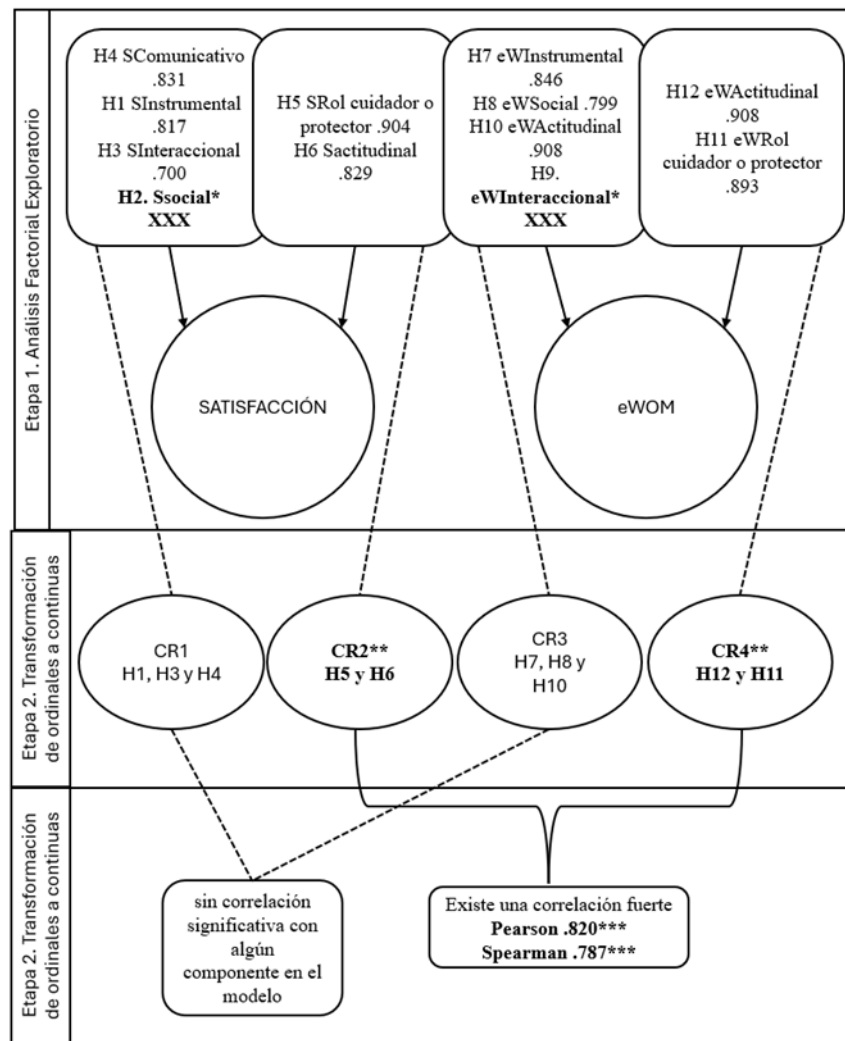 Etapa 1. Análisis Factorial Exploratorio
H4 SComunicativo
.831
H1 SInstrumental
.817
H3 SInteraccional
.700
H2. Ssocial*
XXX
H5 SRol cuidador o
protector .904
H6 Sactitudinal
.829
H7 eWInstrumental
.846
H8 eWSocial .799
H10 eWActitudinal
.908
H9.
eWInteraccional*
XXX
H12 eWActitudinal
.908
H11 eWRol
cuidador o protector
.893
SATISFACCIÓN
eWOM
Etapa 2. Transformación
de ordinales a continuas
CR1
H1, H3 y H4
CR2**
H5 y H6
CR3
H7, H8 y
H10
CR4**
H12 y H11
Etapa 2. Transformación
de ordinales a continuas
sin correlación
significativa con
algún
componente en el
modelo
Existe una correlación fuerte
Pearson .820***
Spearman .787***